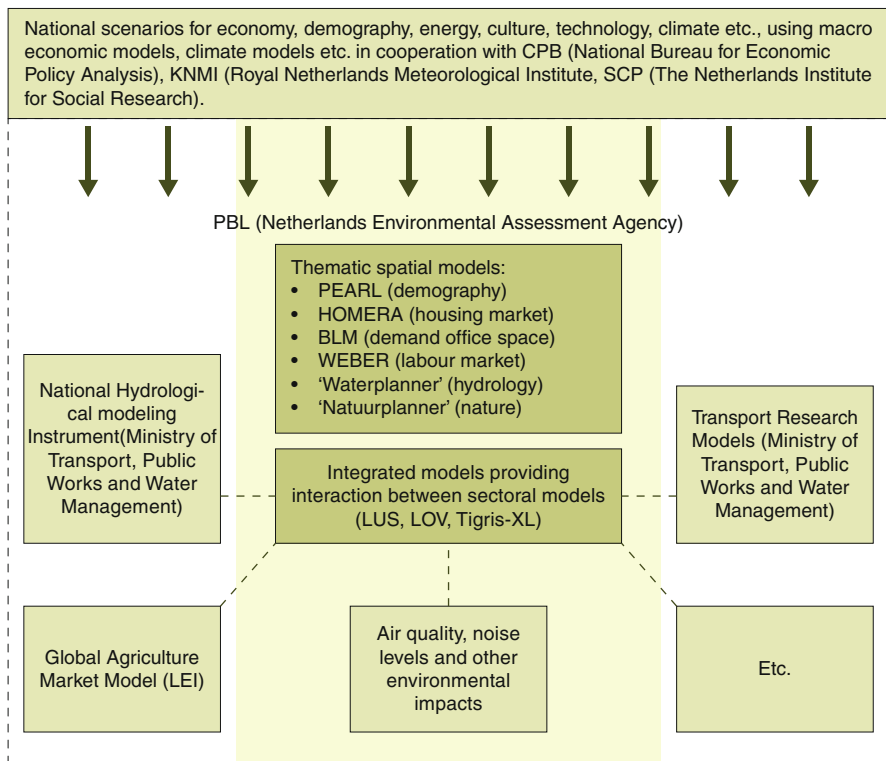 National scenarios for economy, demography, energy, culture, technology, climate etc., using macro
economic models, climate models etc. in cooperation with CPB (National Bureau for Economic
Policy Analysis), KNMI (Royal Netherlands Meteorological Institute, SCP (The Netherlands Institute
for Social Research).
PBL (Netherlands Environmental Assessment Agency)
Thematic spatial models:
• PEARL (demography)
• HOMERA (housing market)
• BLM (demand office space)
• WEBER (labour market)
• ‘Waterplanner’ (hydrology)
• ‘Natuurplanner’ (nature)
National Hydrologi-
cal modeling
Instrument(Ministry of
Transport, Public
Works and Water
Management)
Integrated models providing
interaction between sectoral models
(LUS, LOV, Tigris-XL)
Transport Research
Models (Ministry of
Transport, Public
Works and Water
Management)
Global Agriculture
Market Model (LEI)
Air quality, noise
levels and other
environmental
impacts
Etc.